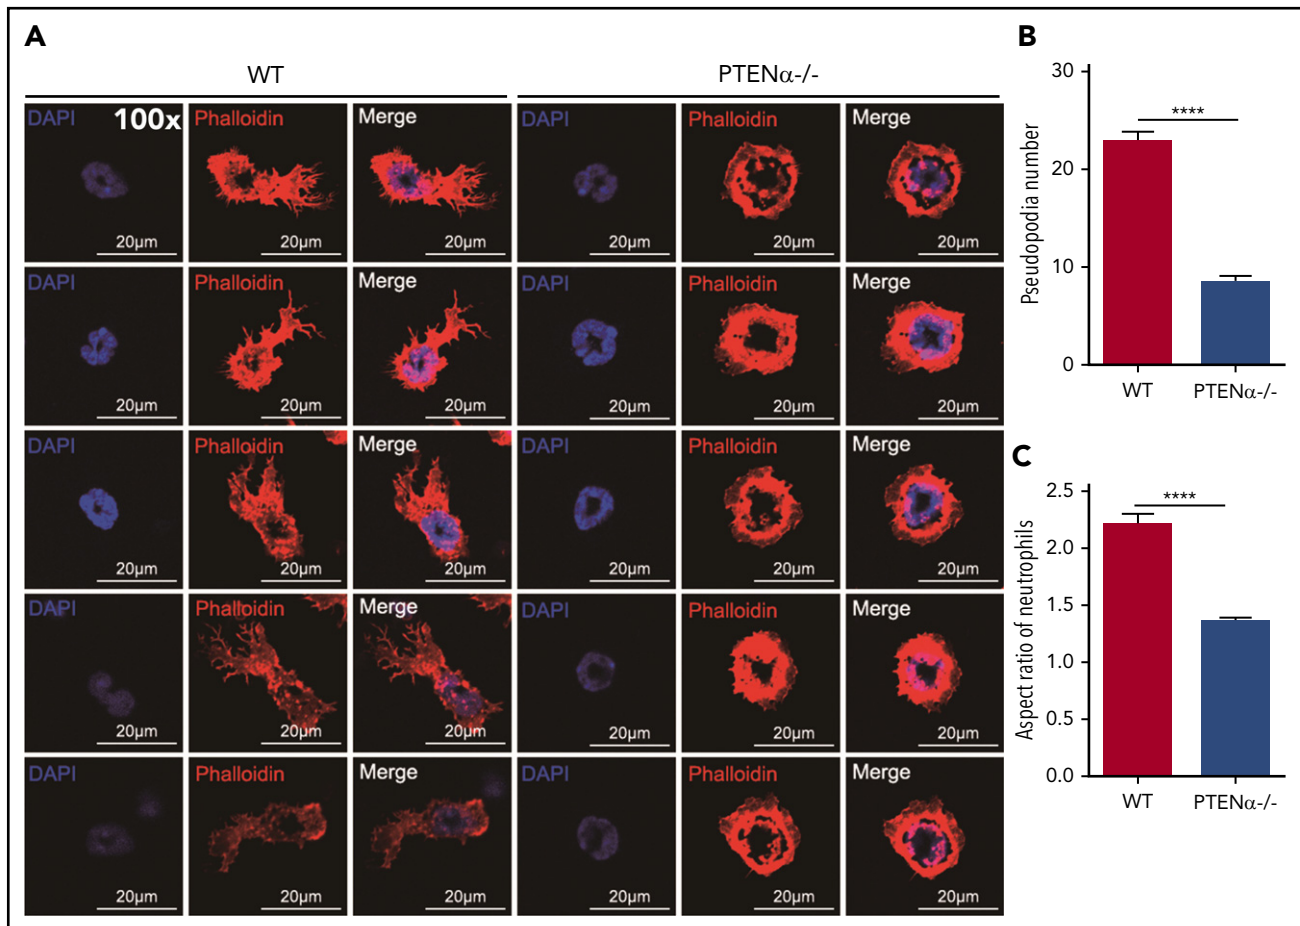 A
WT
PTENα-/-
DAPI 100x Phalloidin Merge DAPI Phalloidin Merge
20μm 20μm 20μm 20μm 20μm 20μm
DAPI Phalloidin Merge DAPI Phalloidin Merge
20μm 20μm 20μm 20μm 20μm 20μm
DAPI Phalloidin Merge DAPI Phalloidin Merge
20μm 20μm 20μm 20μm 20μm 20μm
DAPI Phalloidin Merge DAPI Phalloidin Merge
20μm 20μm 20μm 20μm 20μm 20μm
DAPI Phalloidin Merge DAPI Phalloidin Merge
20μm 20μm 20μm 20μm 20μm 20μm
B
Pseudopodia number
30
20
10
0
****
WT PTENα-/-
C
Aspect ratio of neutrophils
2.5
2.0
1.5
1.0
0.5
0.0
****
WT PTENα-/-